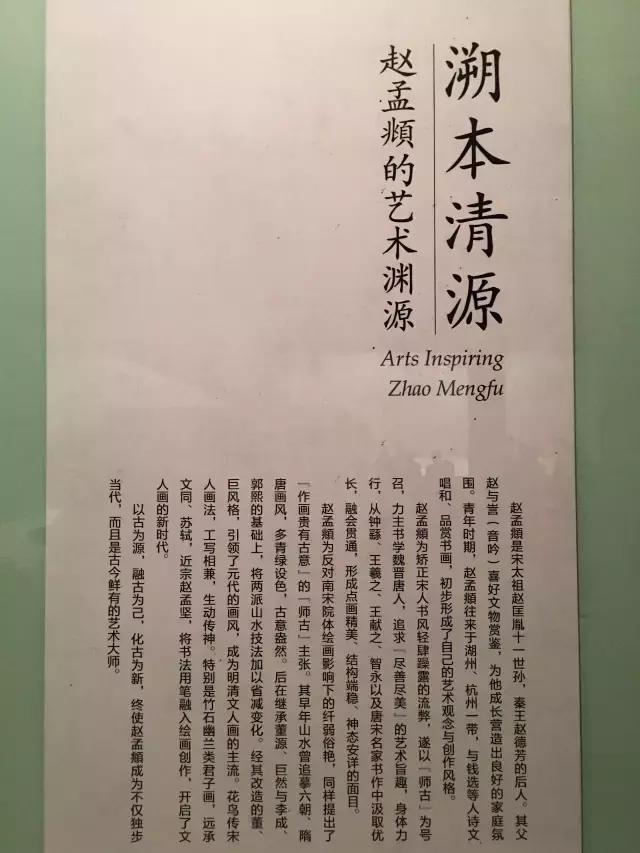 溯本清源
赵孟頫的艺术渊源
Arts Inspiring
Zhao Mengfu
赵孟頫是宋太祖赵匡胤十一世孙，秦王赵德芳的后人。其父
赵与訔（音吟）喜好文物赏鉴，为他成长营造出良好的家庭氛
围。青年时期，赵孟頫往来于湖州、杭州一带，与钱选等人诗文
唱和、品赏书画，初步形成了自己的艺术观念与创作风格。
赵孟頫为矫正宋人书风轻肆躁露的流弊，遂以『师古』为号
召，力主书学魏晋唐人，追求『尽善尽美』的艺术旨趣，身体力
行，从钟繇、王羲之、王献之、智永以及唐宋名家书作中汲取优
长，融会贯通，形成点画精美、结构端稳、神态安详的面目。
赵孟頫为反对南宋院体绘画影响下的纤弱俗艳，同样提出了
『作画贵有古意』的『师古』主张。其早年山水曾追摹六朝、隋
唐画风，多青绿设色，古意盎然。后在继承董源、巨然与李成、
郭熙的基础上，将两派山水技法加以省减变化。经其改造的董、
巨风格，引领了元代的画风，成为明清文人画的主流。花鸟传宋
人画法，工写相兼，生动传神。特别是竹石幽兰类君子画，远承
文同、苏轼，近宗赵孟坚，将书法用笔融入绘画创作，开启了文
人画的新时代。
以古为源，融古为己，化古为新，终使赵孟頫成为不仅独步
当代，而且是古今鲜有的艺术大师。